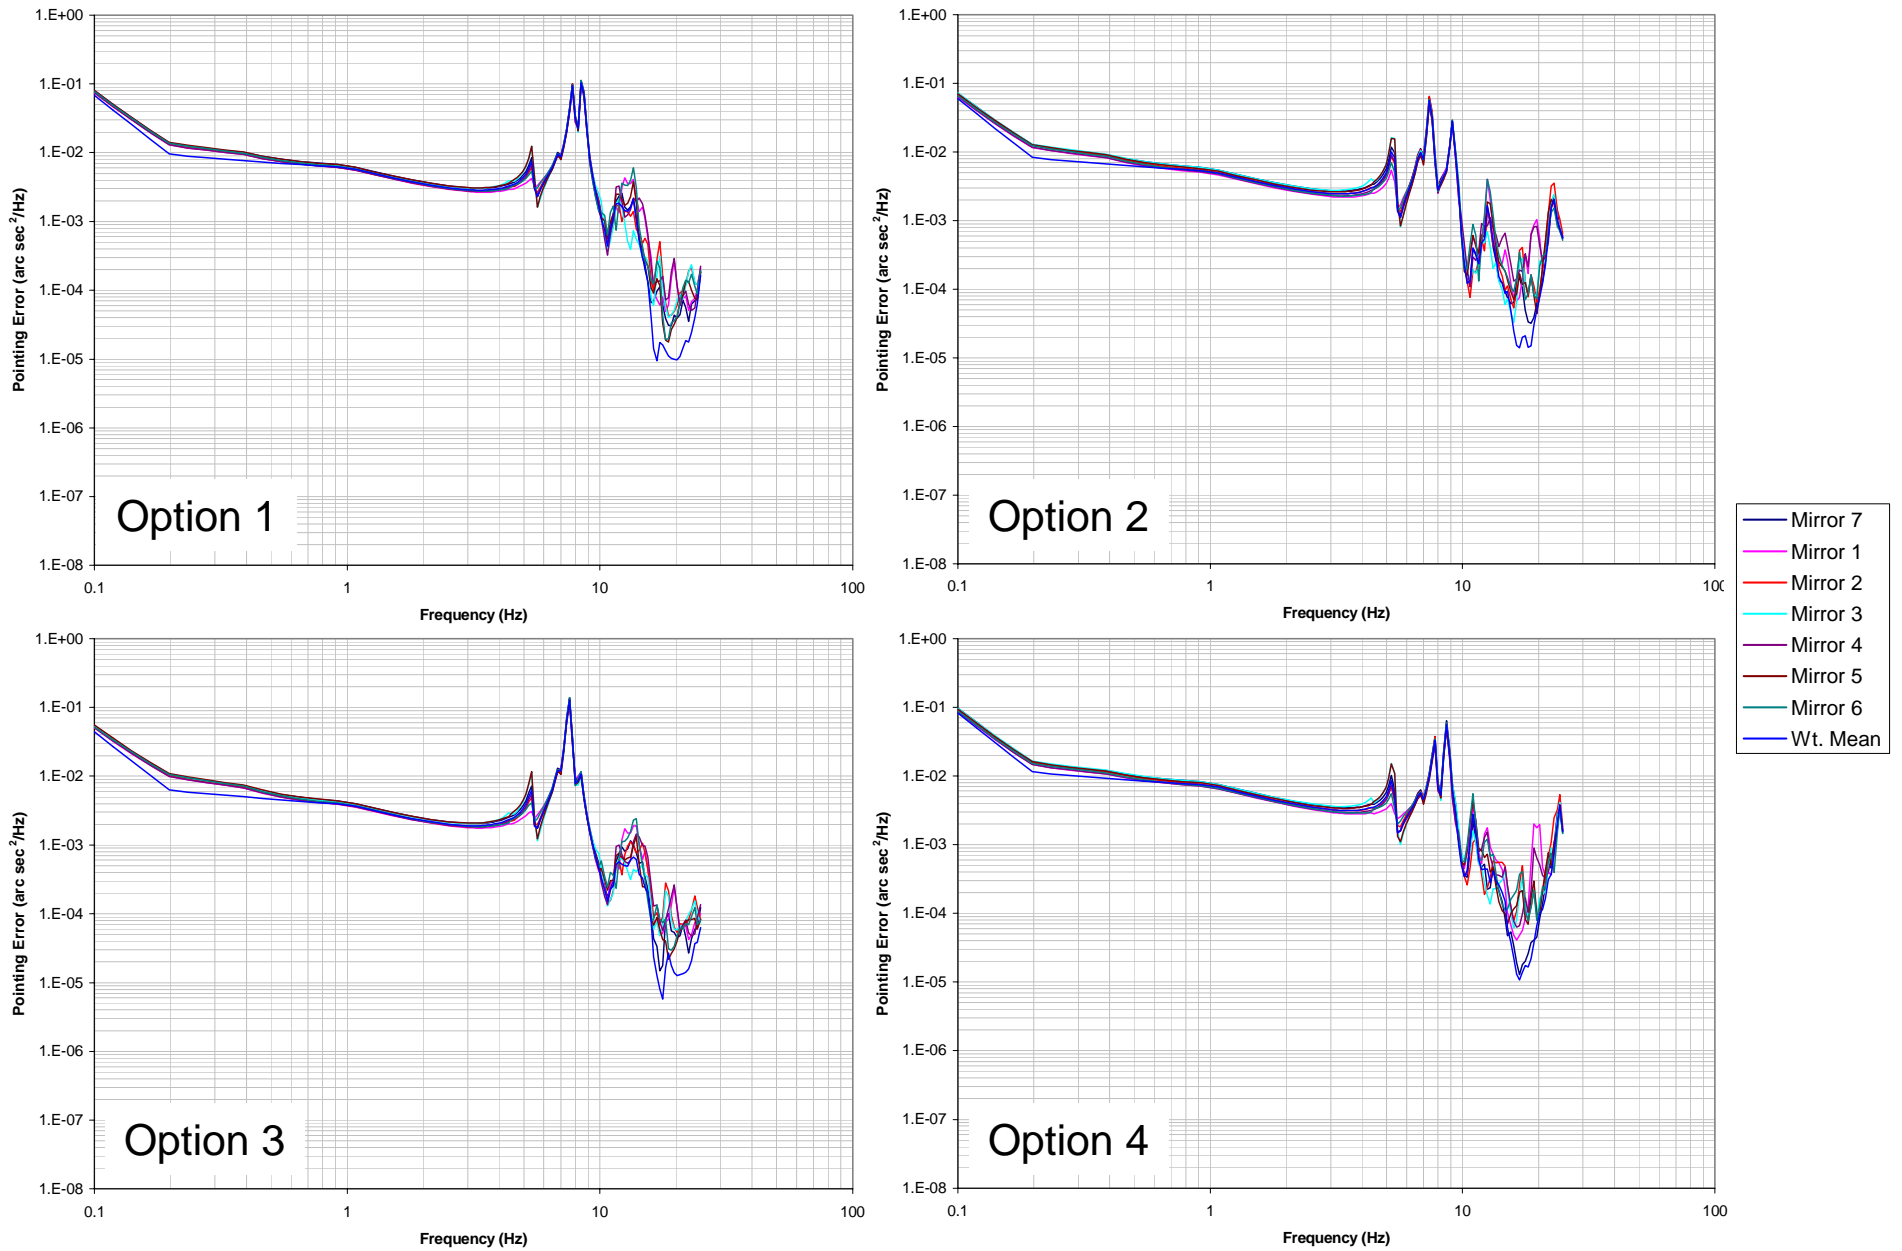 1.E+00
1.E-01
1.E-02
1.E-03
1.E-04
1.E-05
1.E-06
1.E-07
1.E-08
Pointing Error (arc sec²/Hz)
Option 1
0.1
1
10
100
Frequency (Hz)
1.E+00
1.E-01
1.E-02
1.E-03
1.E-04
1.E-05
1.E-06
1.E-07
1.E-08
Pointing Error (arc sec²/Hz)
Option 2
0.1
1
10
100
Frequency (Hz)
Mirror 7
Mirror 1
Mirror 2
Mirror 3
Mirror 4
Mirror 5
Mirror 6
Wt. Mean
1.E+00
1.E-01
1.E-02
1.E-03
1.E-04
1.E-05
1.E-06
1.E-07
1.E-08
Pointing Error (arc sec²/Hz)
Option 3
0.1
1
10
100
Frequency (Hz)
1.E+00
1.E-01
1.E-02
1.E-03
1.E-04
1.E-05
1.E-06
1.E-07
1.E-08
Pointing Error (arc sec²/Hz)
Option 4
0.1
1
10
100
Frequency (Hz)